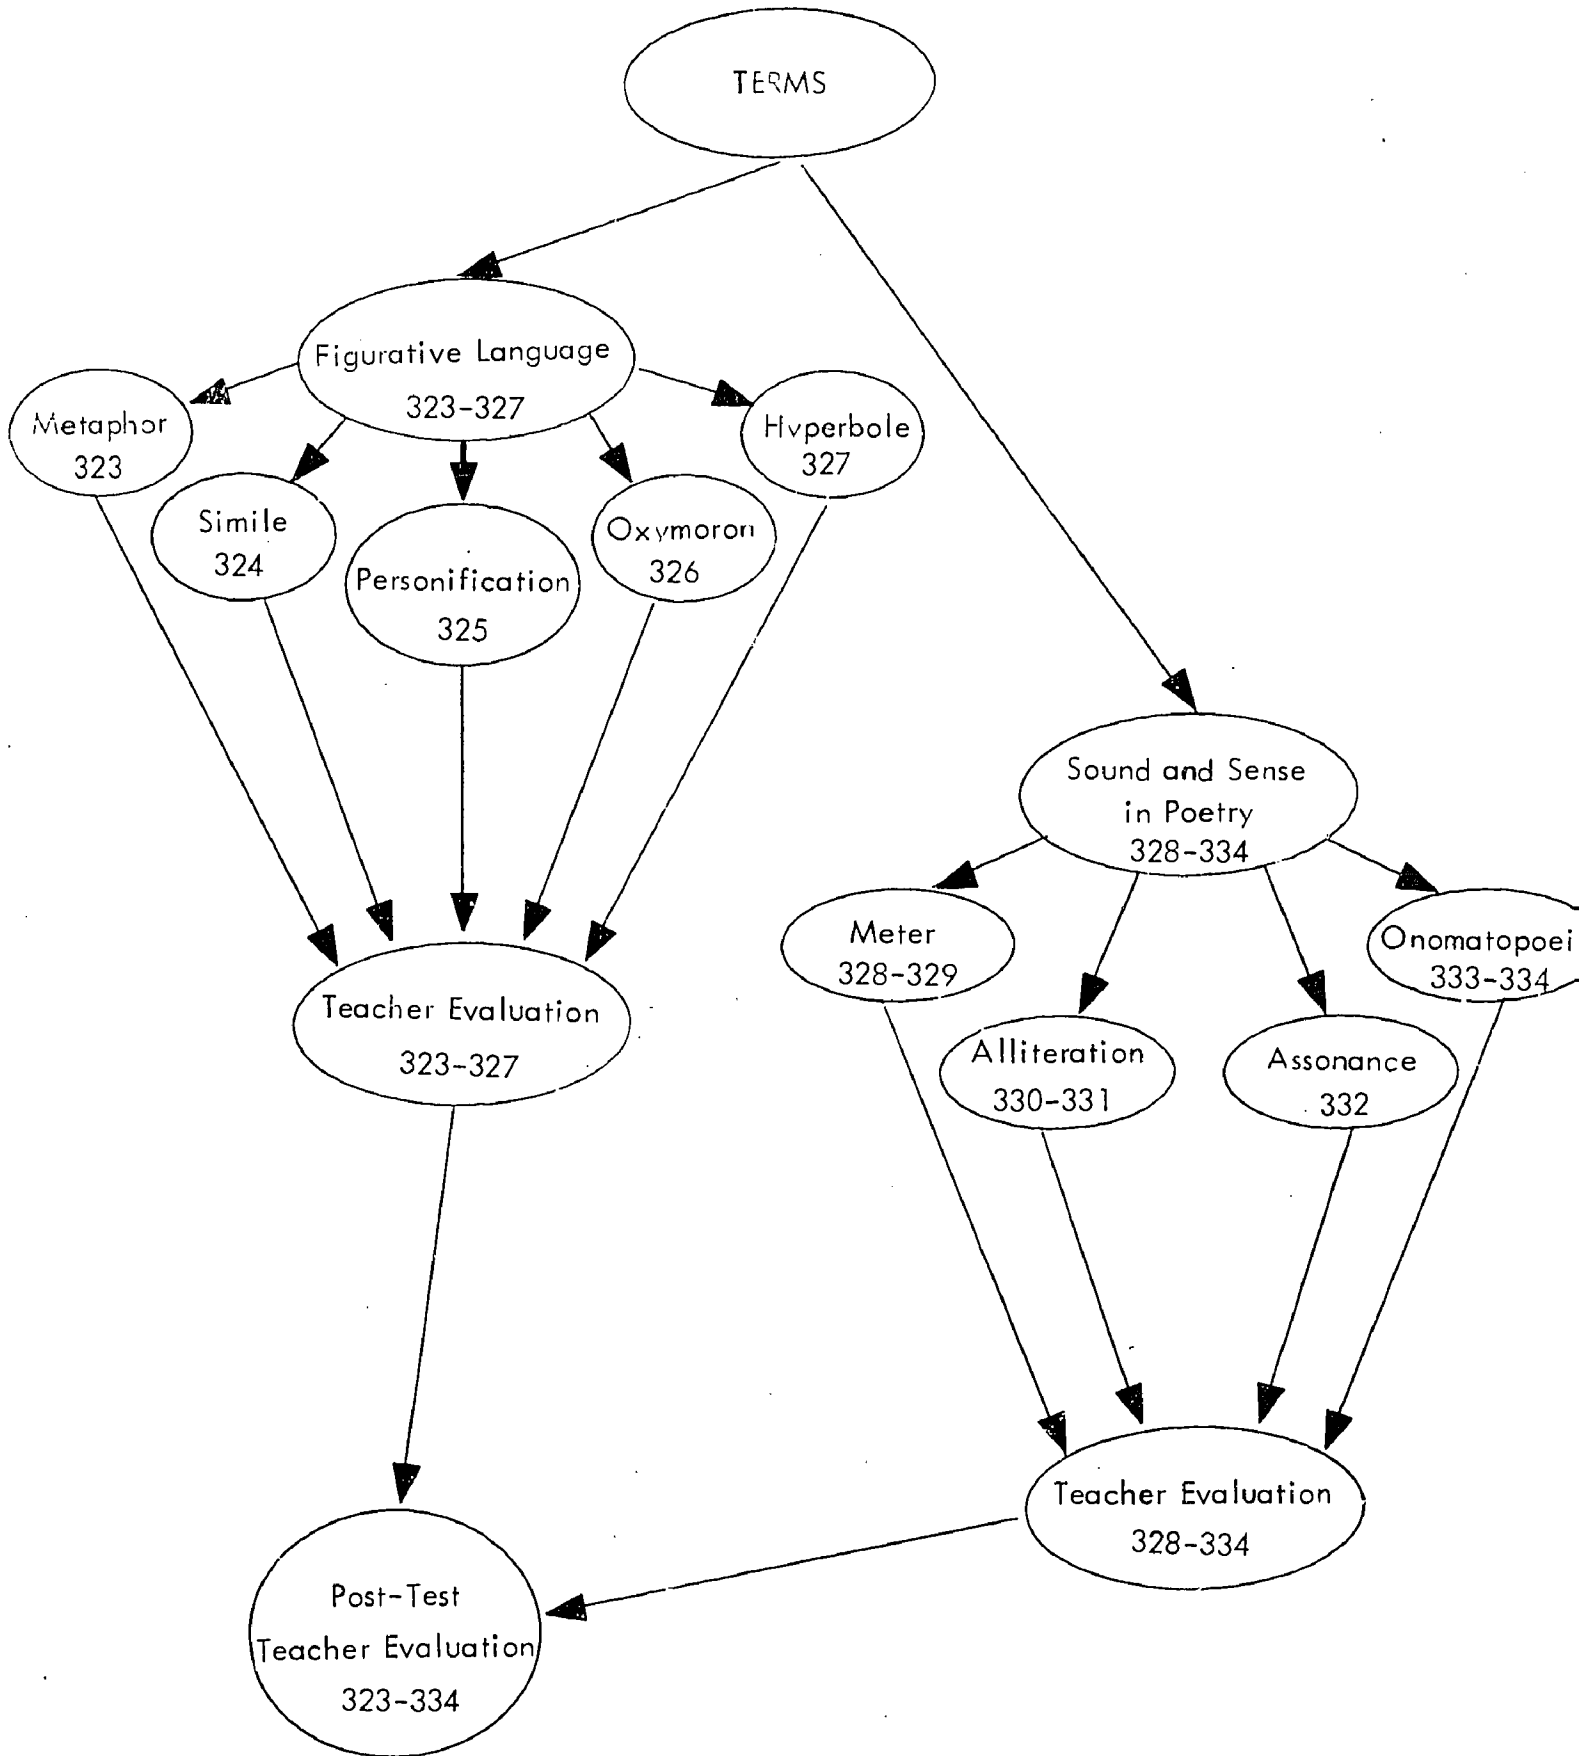 TERMS
Figurative Language
323-327
Metaphor
323
Simile
324
Personification
325
Oxymoron
326
Hyperbole
327
Teacher Evaluation
323-327
Sound and Sense
in Poetry
328-334
Meter
328-329
Alliteration
330-331
Assonance
332
Onomatopoei
333-334
Teacher Evaluation
328-334
Post-Test
Teacher Evaluation
323-334